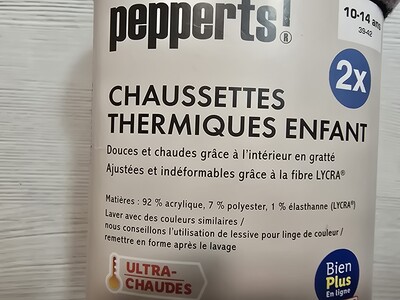 pepperts!®
10-14 ans
39-42
2x
CHAUSSETTES
THERMIQUES ENFANT
Douces et chaudes grâce à l'intérieur en gratté
Ajustées et indéformables grâce à la fibre LYCRA®
Matières : 92 % acrylique, 7 % polyester, 1 % élasthanne (LYCRA®)
Laver avec des couleurs similaires /
nous conseillons l'utilisation de lessive pour linge de couleur /
remettre en forme après le lavage
ULTRA-
CHAUDES
Bien
Plus
En ligne